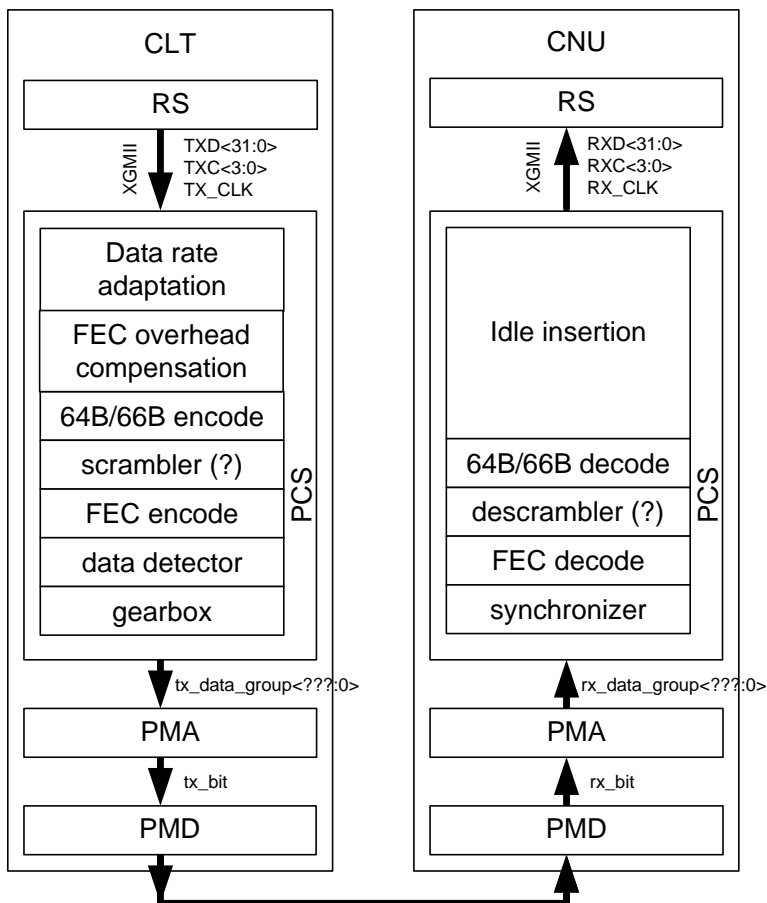 CLT
RS
XGMII
TXD<31:0>
TXC<3:0>
TX_CLK
Data rate
adaptation
FEC overhead
compensation
64B/66B encode
scrambler (?)
FEC encode
data detector
gearbox
PCS
tx_data_group<???:0>
PMA
tx_bit
PMD
CNU
RS
XGMII
RXD<31:0>
RXC<3:0>
RX_CLK
Idle insertion
64B/66B decode
descrambler (?)
FEC decode
synchronizer
PCS
rx_data_group<???:0>
PMA
rx_bit
PMD